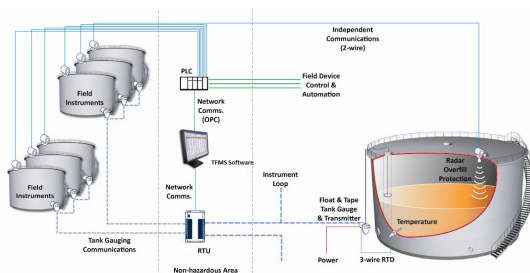 Independent
Communications
(2-wire)
PLC
Field
Instruments
Field Device
Control &
Automation
Network
Comms.
(OPC)
TFMS Software
Radar
Overfill
Protection
Field
Instruments
Instrument
Loop
Network
Comms.
Float & Tape
Tank Gauge
& Transmitter
Temperature
Tank Gauging
Communications
RTU
Power
3-wire RTD
Non-hazardous Area